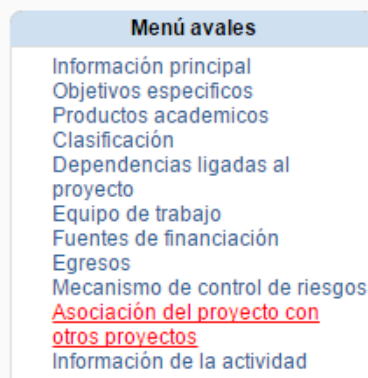 Menú avales
Información principal
Objetivos especificos
Productos academicos
Clasificación
Dependencias ligadas al
proyecto
Equipo de trabajo
Fuentes de financiación
Egresos
Mecanismo de control de riesgos
Asociación del proyecto con
otros proyectos
Información de la actividad